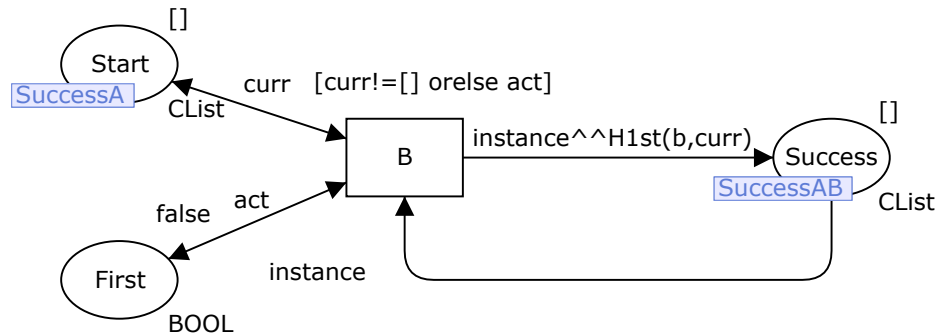 []
Start
SuccessA
curr
[curr!=[] orelse act]
CList
B
instance^^H1st(b,curr)
[]
Success
SuccessAB
CList
false
act
First
instance
BOOL